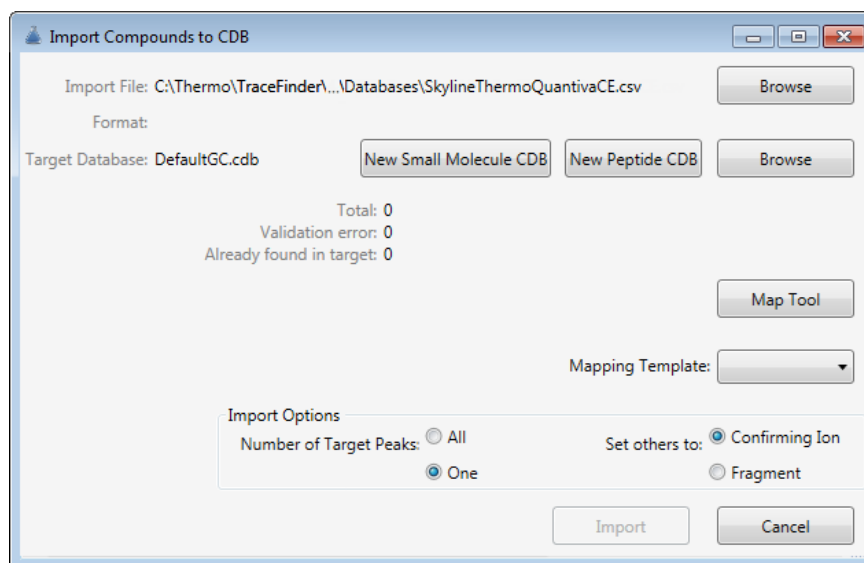 Import Compounds to CDB
Import File: C:\Thermo\TraceFinder\...\Databases\SkylineThermoQuantivaCE.csv Browse
Format:
Target Database: DefaultGC.cdb New Small Molecule CDB New Peptide CDB Browse
Total: 0
Validation error: 0
Already found in target: 0
Map Tool
Mapping Template:
Import Options
Number of Target Peaks: All Set others to: Confirming Ion
One Fragment
Import Cancel